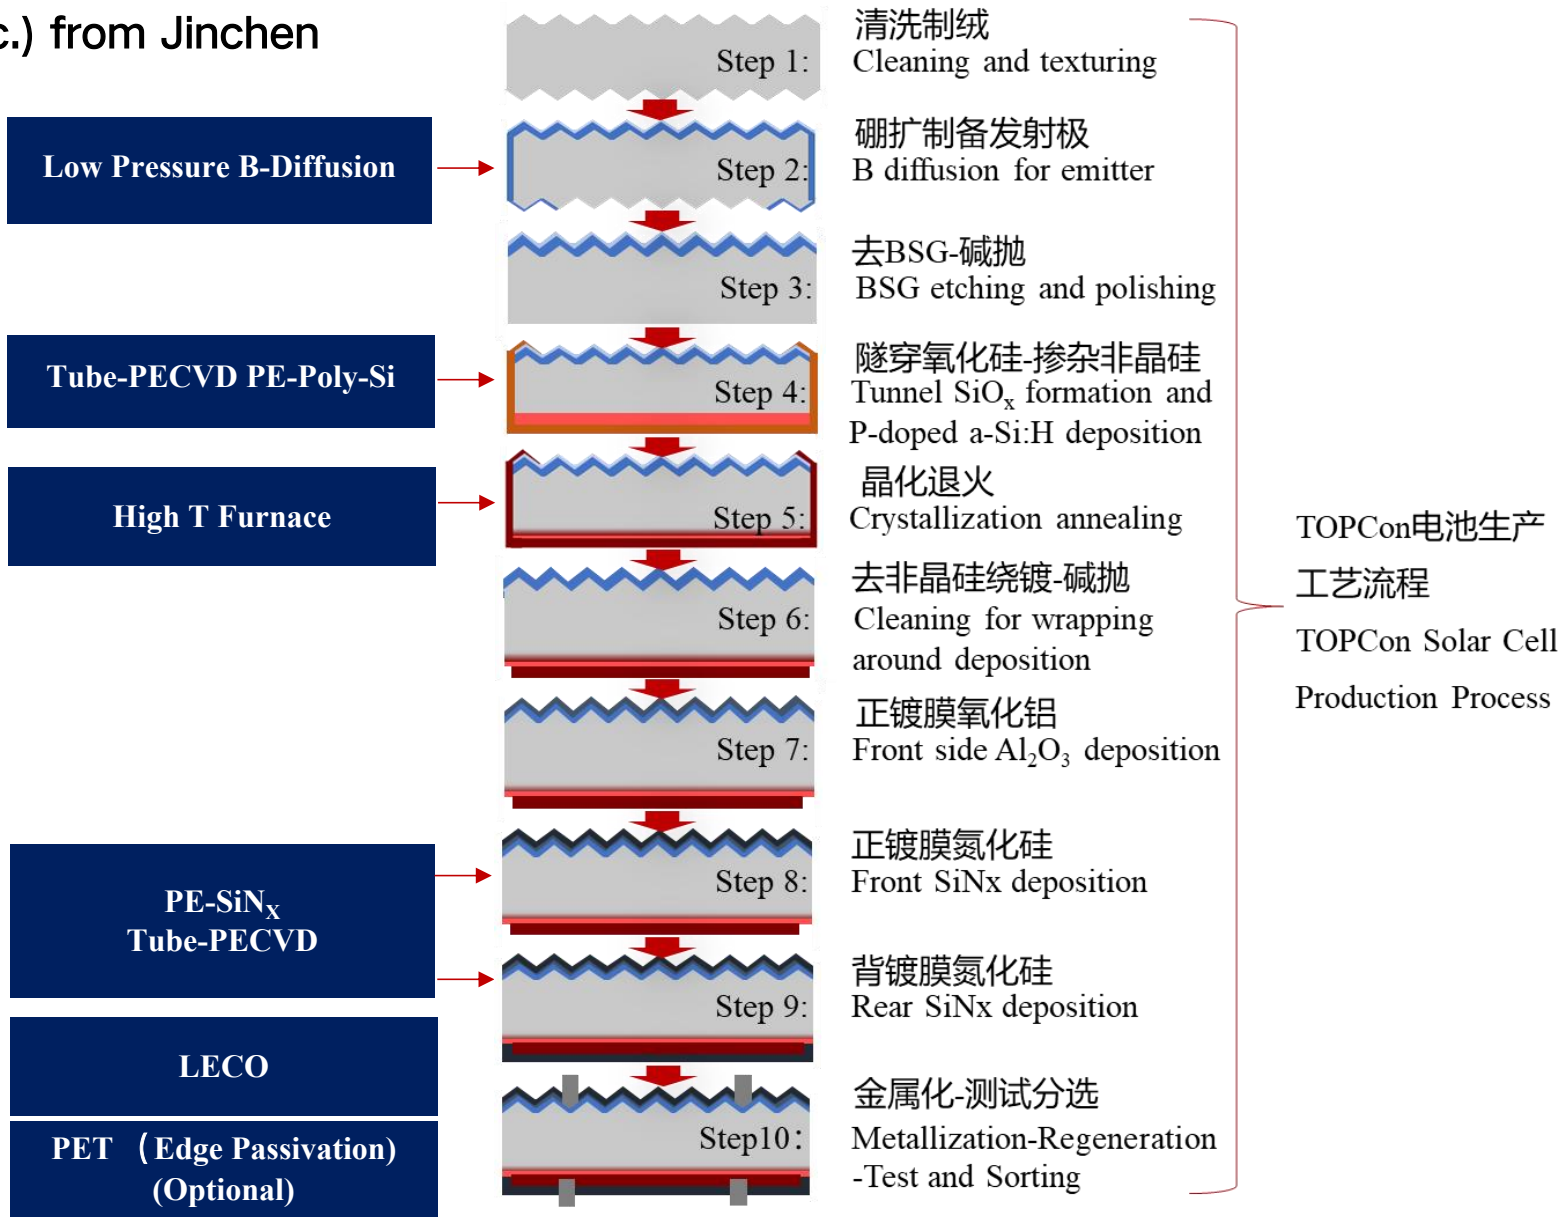 c.) from Jinchen
Step 1:
清洗制绒
Cleaning and texturing
Low Pressure B-Diffusion
Step 2:
硼扩制备发射极
B diffusion for emitter
Step 3:
去BSG-碱抛
BSG etching and polishing
Tube-PECVD PE-Poly-Si
Step 4:
隧穿氧化硅-掺杂非晶硅
Tunnel SiOx formation and
P-doped a-Si:H deposition
High T Furnace
Step 5:
晶化退火
Crystallization annealing
Step 6:
去非晶硅绕镀-碱抛
Cleaning for wrapping
around deposition
Step 7:
正镀膜氧化铝
Front side Al2O3 deposition
PE-SiNX
Tube-PECVD
Step 8:
正镀膜氮化硅
Front SiNx deposition
Step 9:
背镀膜氮化硅
Rear SiNx deposition
LECO
PET （Edge Passivation)
(Optional)
Step10：
金属化-测试分选
Metallization-Regeneration
-Test and Sorting
TOPCon电池生产
工艺流程
TOPCon Solar Cell
Production Process